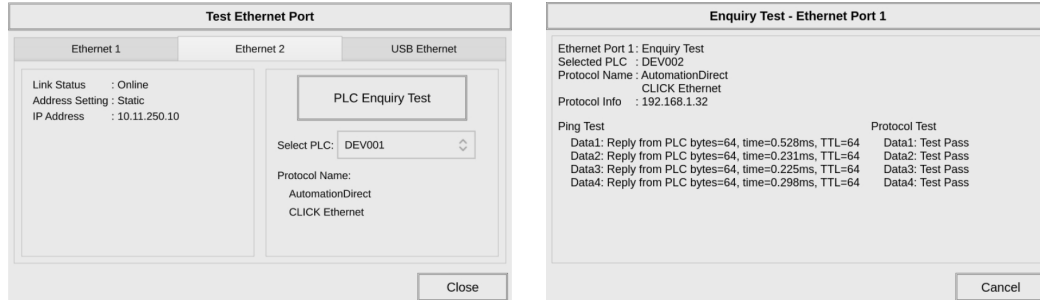 Test Ethernet Port
Ethernet 1
Ethernet 2
USB Ethernet
Link Status : Online
Address Setting : Static
IP Address : 10.11.250.10
PLC Enquiry Test
Select PLC: DEV001
Protocol Name:
AutomationDirect
CLICK Ethernet
Close
Enquiry Test - Ethernet Port 1
Ethernet Port 1 : Enquiry Test
Selected PLC : DEV002
Protocol Name : AutomationDirect
CLICK Ethernet
Protocol Info : 192.168.1.32
Ping Test Protocol Test
Data1: Reply from PLC bytes=64, time=0.528ms, TTL=64 Data1: Test Pass
Data2: Reply from PLC bytes=64, time=0.231ms, TTL=64 Data2: Test Pass
Data3: Reply from PLC bytes=64, time=0.225ms, TTL=64 Data3: Test Pass
Data4: Reply from PLC bytes=64, time=0.298ms, TTL=64 Data4: Test Pass
Cancel